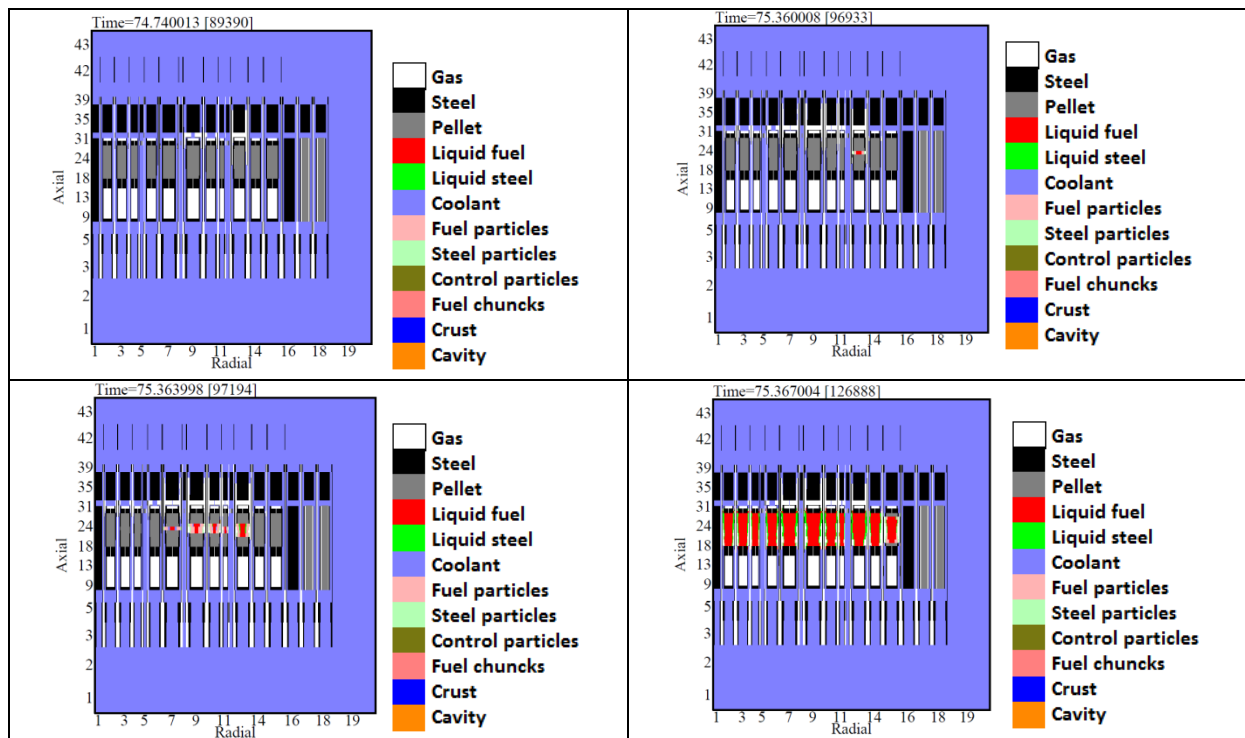 Time=74.740013 [89390]
43
42
39
35
31
24
18
13
9
5
3
2
1
Axial
1 3 5 7 9 11 14 16 18 19
Radial
Gas
Steel
Pellet
Liquid fuel
Liquid steel
Coolant
Fuel particles
Steel particles
Control particles
Fuel chuncks
Crust
Cavity
Time=75.360008 [96933]
43
42
39
35
31
24
18
13
9
5
3
2
1
Axial
1 3 5 7 9 11 14 16 18 19
Radial
Gas
Steel
Pellet
Liquid fuel
Liquid steel
Coolant
Fuel particles
Steel particles
Control particles
Fuel chuncks
Crust
Cavity
Time=75.363998 [97194]
43
42
39
35
31
24
18
13
9
5
3
2
1
Axial
1 3 5 7 9 11 14 16 18 19
Radial
Gas
Steel
Pellet
Liquid fuel
Liquid steel
Coolant
Fuel particles
Steel particles
Control particles
Fuel chuncks
Crust
Cavity
Time=75.367004 [126888]
43
42
39
35
31
24
18
13
9
5
3
2
1
Axial
1 3 5 7 9 11 14 16 18 19
Radial
Gas
Steel
Pellet
Liquid fuel
Liquid steel
Coolant
Fuel particles
Steel particles
Control particles
Fuel chuncks
Crust
Cavity